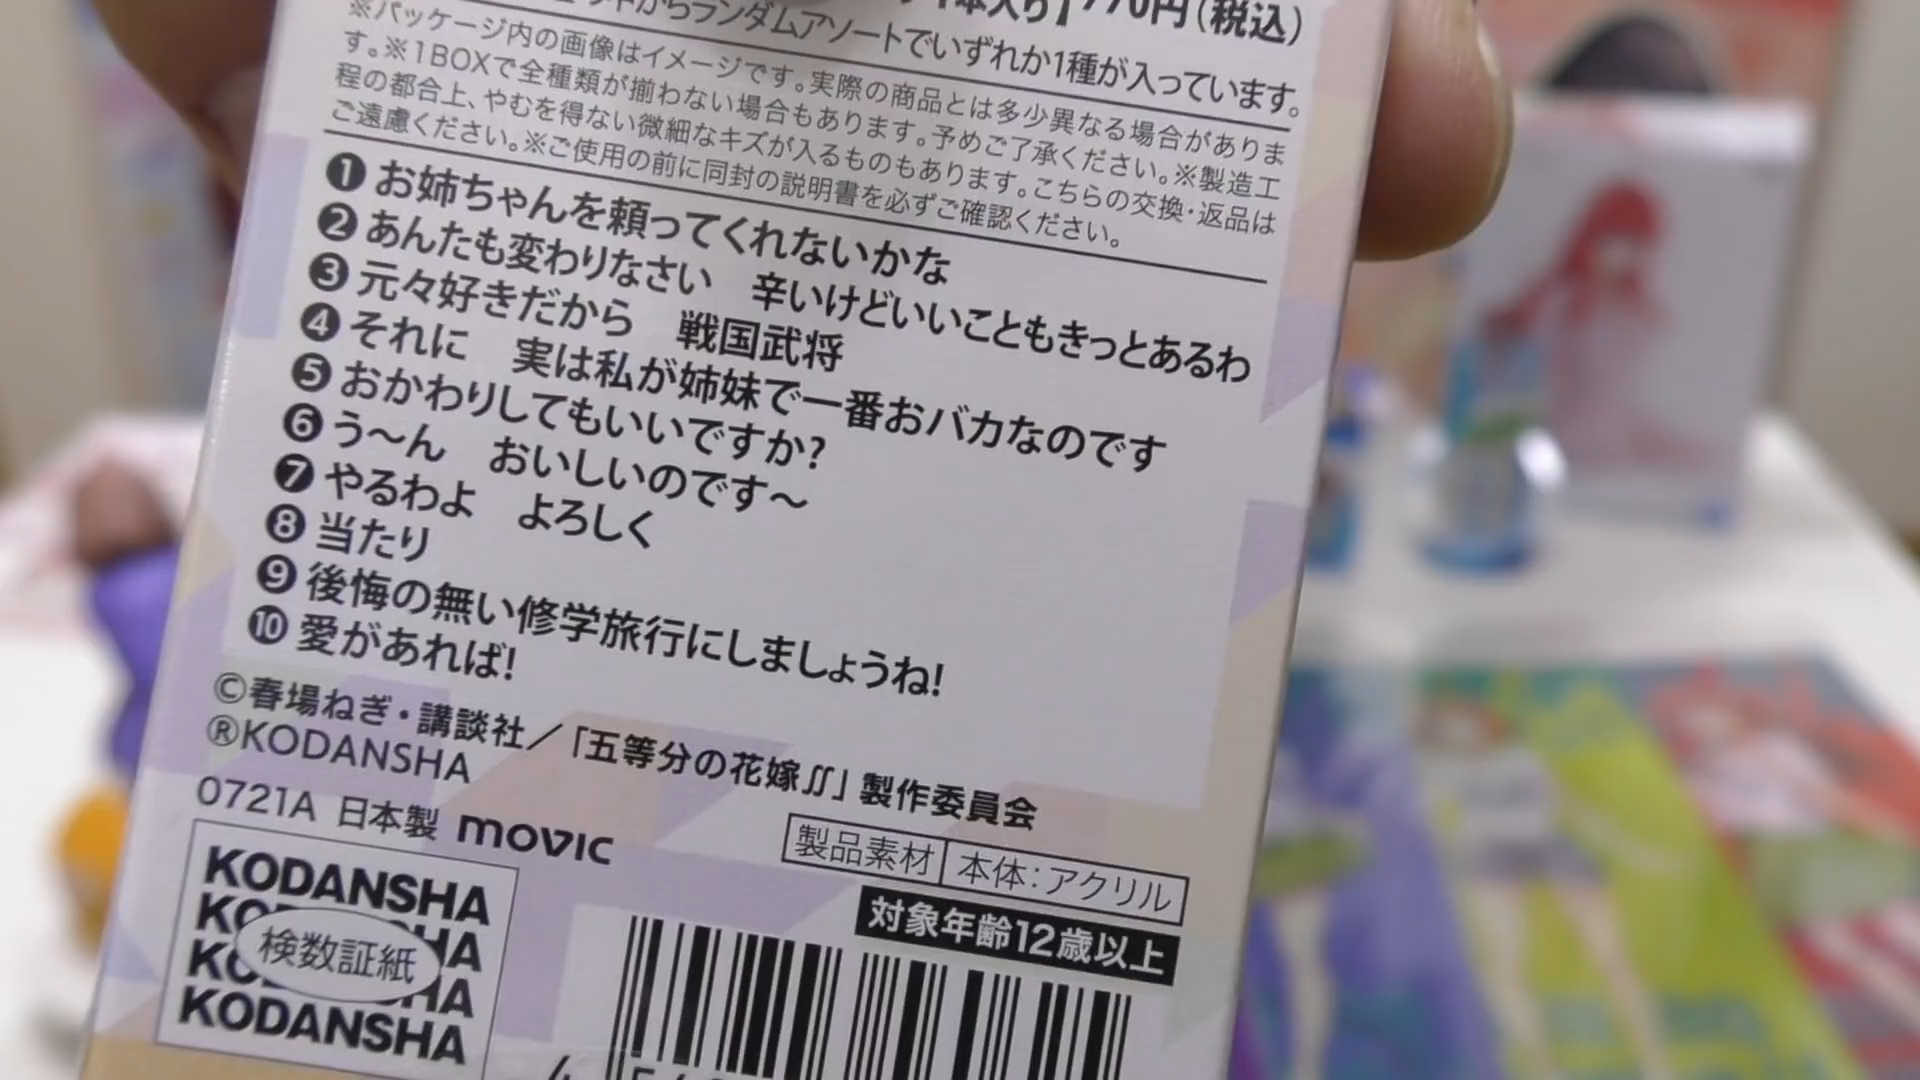 770円(税込)
からランダムアソートでいずれか1種が入っています。
※パッケージ内の画像はイメージです。実際の商品とは多少異なる場合がありま
す。※1BOXで全種類が揃わない場合もあります。予めご了承ください。※製造工
程の都合上、やむを得ない微細なキズが入るものもあります。こちらの交換・返品は
ご遠慮ください。※ご使用の前に同封の説明書を必ずご確認ください。
❶お姉ちゃんを頼ってくれないかな
❷あんたも変わりなさい　辛いけどいいこともきっとあるわ
❸元々好きだから　戦国武将
❹それに　実は私が姉妹で一番おバカなのです
❺おかわりしてもいいですか?
❻う〜ん　おいしいのです〜
❼やるわよ　よろしく
❽当たり
❾後悔の無い修学旅行にしましょうね!
❿愛があれば!
©春場ねぎ・講談社／「五等分の花嫁∬」製作委員会
®KODANSHA
0721A 日本製 movic
製品素材 本体:アクリル
対象年齢12歳以上
KODANSHA
検数証紙
KODANSHA